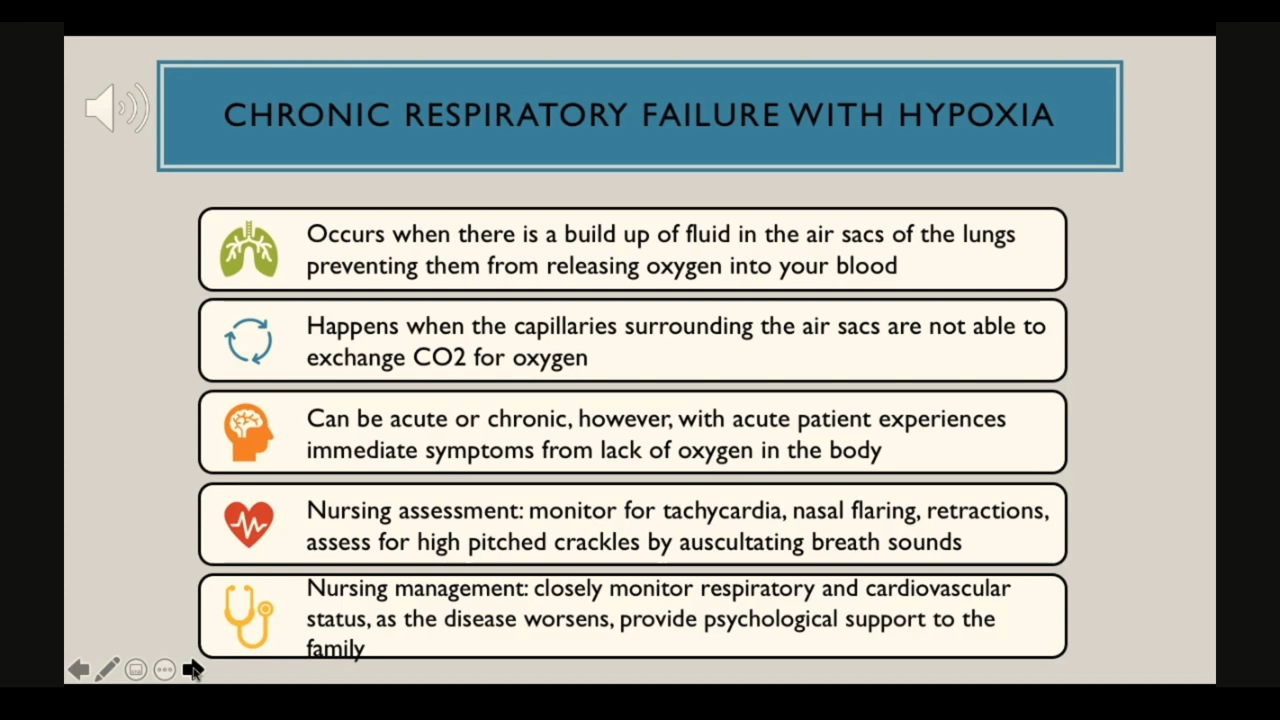 CHRONIC RESPIRATORY FAILURE WITH HYPOXIA
Occurs when there is a build up of fluid in the air sacs of the lungs
preventing them from releasing oxygen into your blood
Happens when the capillaries surrounding the air sacs are not able to
exchange CO2 for oxygen
Can be acute or chronic, however, with acute patient experiences
immediate symptoms from lack of oxygen in the body
Nursing assessment: monitor for tachycardia, nasal flaring, retractions,
assess for high pitched crackles by auscultating breath sounds
Nursing management: closely monitor respiratory and cardiovascular
status, as the disease worsens, provide psychological support to the
family